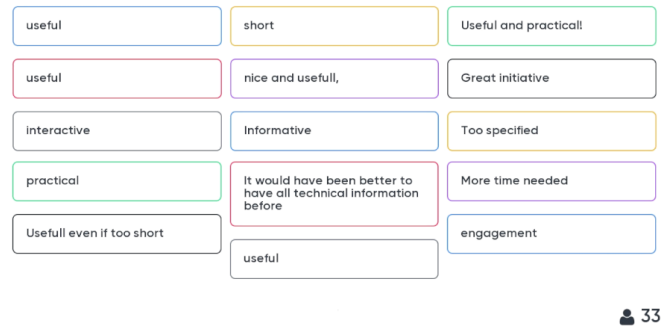 useful
useful
interactive
practical
Usefull even if too short
short
nice and usefull,
Informative
It would have been better to
have all technical information
before
useful
Useful and practical!
Great initiative
Too specified
More time needed
engagement
33